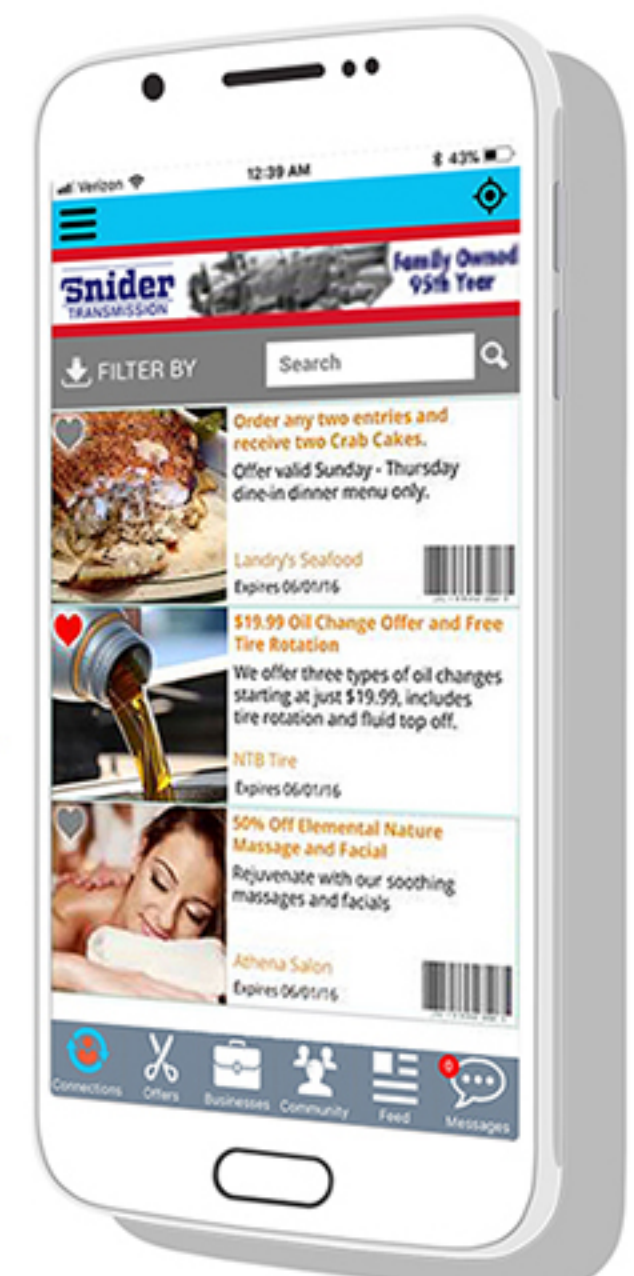 Verizon 12:39 AM 43%
Snider
TRANSMISSION
Family Owned
95th Year
FILTER BY
Search
Order any two entries and
receive two Crab Cakes.
Offer valid Sunday - Thursday
dine-in dinner menu only.
Landry's Seafood
Expires 06/01/16
$19.99 Oil Change Offer and Free
Tire Rotation
We offer three types of oil changes
starting at just $19.99, includes
tire rotation and fluid top off.
NTB Tire
Expires 06/01/16
50% Off Elemental Nature
Massage and Facial
Rejuvenate with our soothing
massages and facials
Athena Salon
Expires 06/01/16
0
Connections Offers Businesses Community Feed Messages